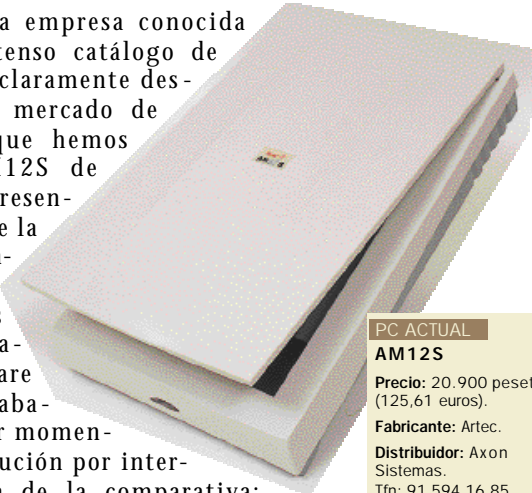 a empresa conocida
tenso catálogo de
claramente des-
mercado de
que hemos
12S de
resen-
e la
a-
are
aba-
r momen-
ución por inter-
de la comparativa:
PC ACTUAL
AM12S
Precio: 20.900 peset
(125,61 euros).
Fabricante: Artec.
Distribuidor: Axon
Sistemas.
Tfn: 91 594 16 85